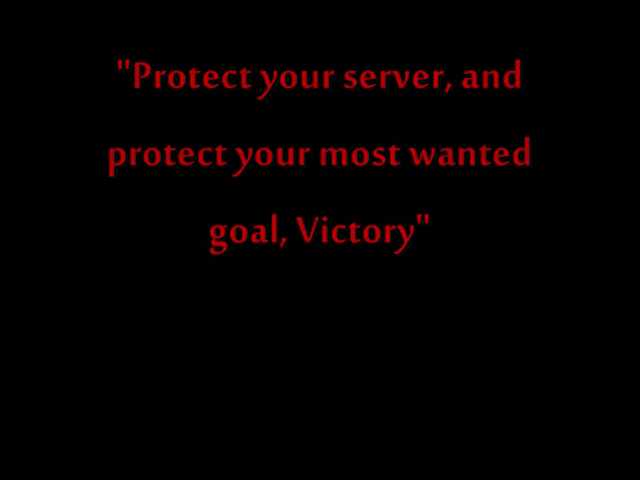 "Protect your server, and
protect your most wanted
goal, Victory"